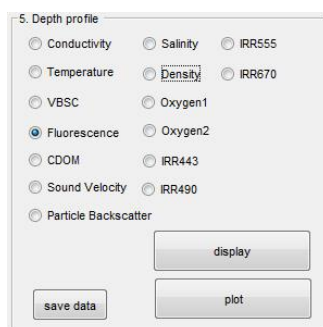 5. Depth profile
Conductivity Salinity IRR555
Temperature Density IRR670
VBSC Oxygen1
Fluorescence Oxygen2
CDOM IRR443
Sound Velocity IRR490
Particle Backscatter
display
save data plot